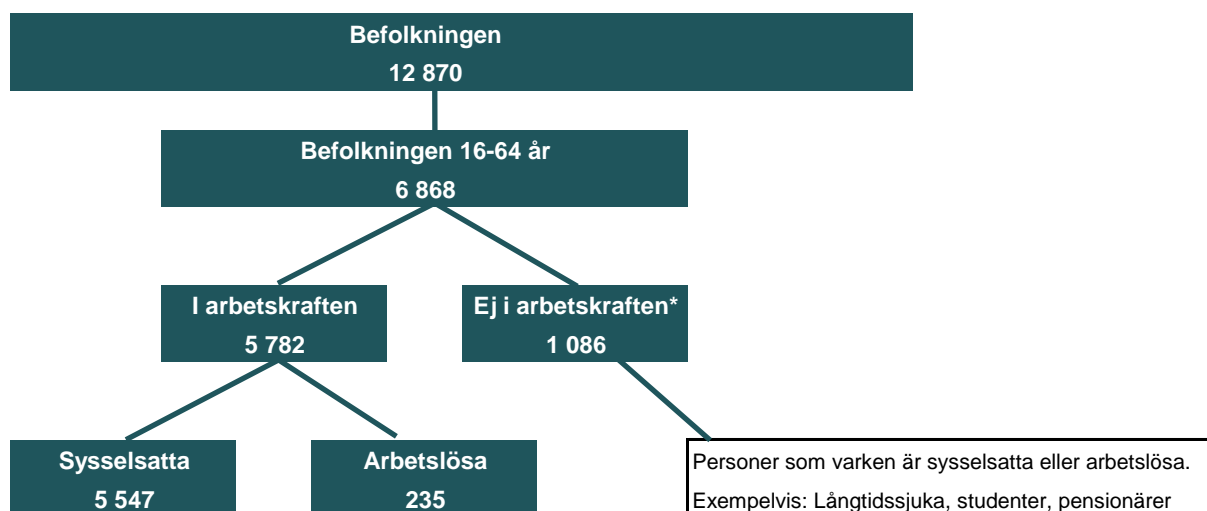 Befolkningen
12 870
Befolkningen 16-64 år
6 868
I arbetskraften
5 782
Ej i arbetskraften*
1 086
Sysselsatta
5 547
Arbetslösa
235
Personer som varken är sysselsatta eller arbetslösa.
Exempelvis: Långtidssjuka, studenter, pensionärer